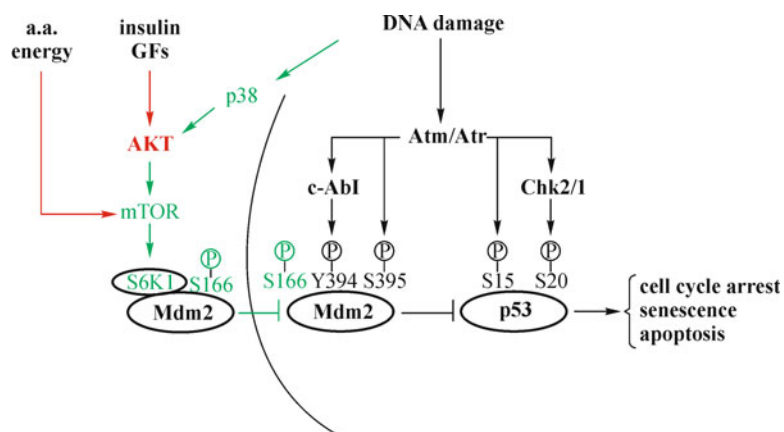 a.a.
energy
insulin
GFs
DNA damage
p38
AKT
Atm/Atr
c-AbI
Chk2/1
mTOR
P
P
P
P
P
P
S6K1
S166
S166
Y394
S395
S15
S20
Mdm2
Mdm2
p53
cell cycle arrest
senescence
apoptosis